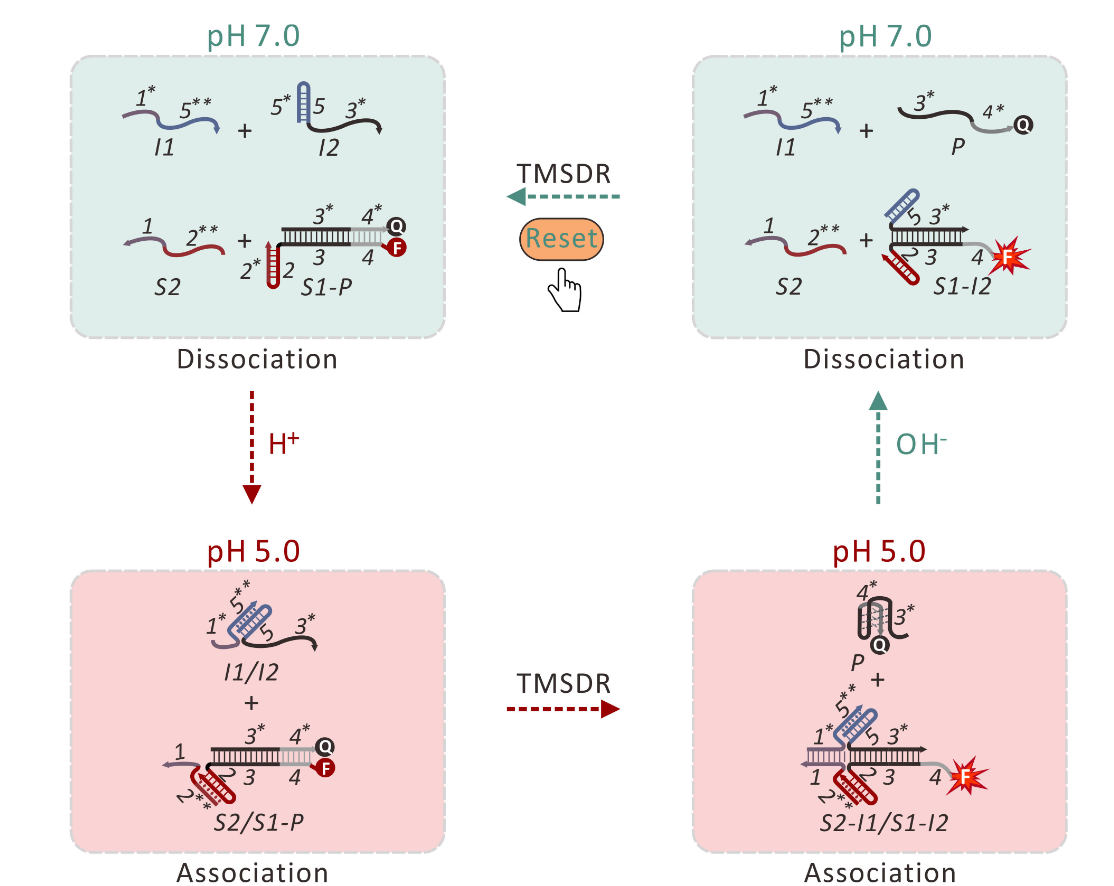 pH 7.0
1* 5** + 5* 5 3*
I1 I2
1 2** + 3* 4* Q
2* 2 3 4 F
S2 S1-P
Dissociation
TMSDR
Reset
pH 7.0
1* 5** + 3* 4* Q
I1 P
1 2** + 5 3*
2 3 4 F
S2 S1-I2
Dissociation
H+
OH-
pH 5.0
1* 5** 5 3*
I1/I2
+
1 3* 4* Q
2** 2 3 4 F
S2/S1-P
Association
TMSDR
pH 5.0
4* 3*
Q
P
+
1* 5** 5 3*
1 2** 2 3 4 F
S2-I1/S1-I2
Association